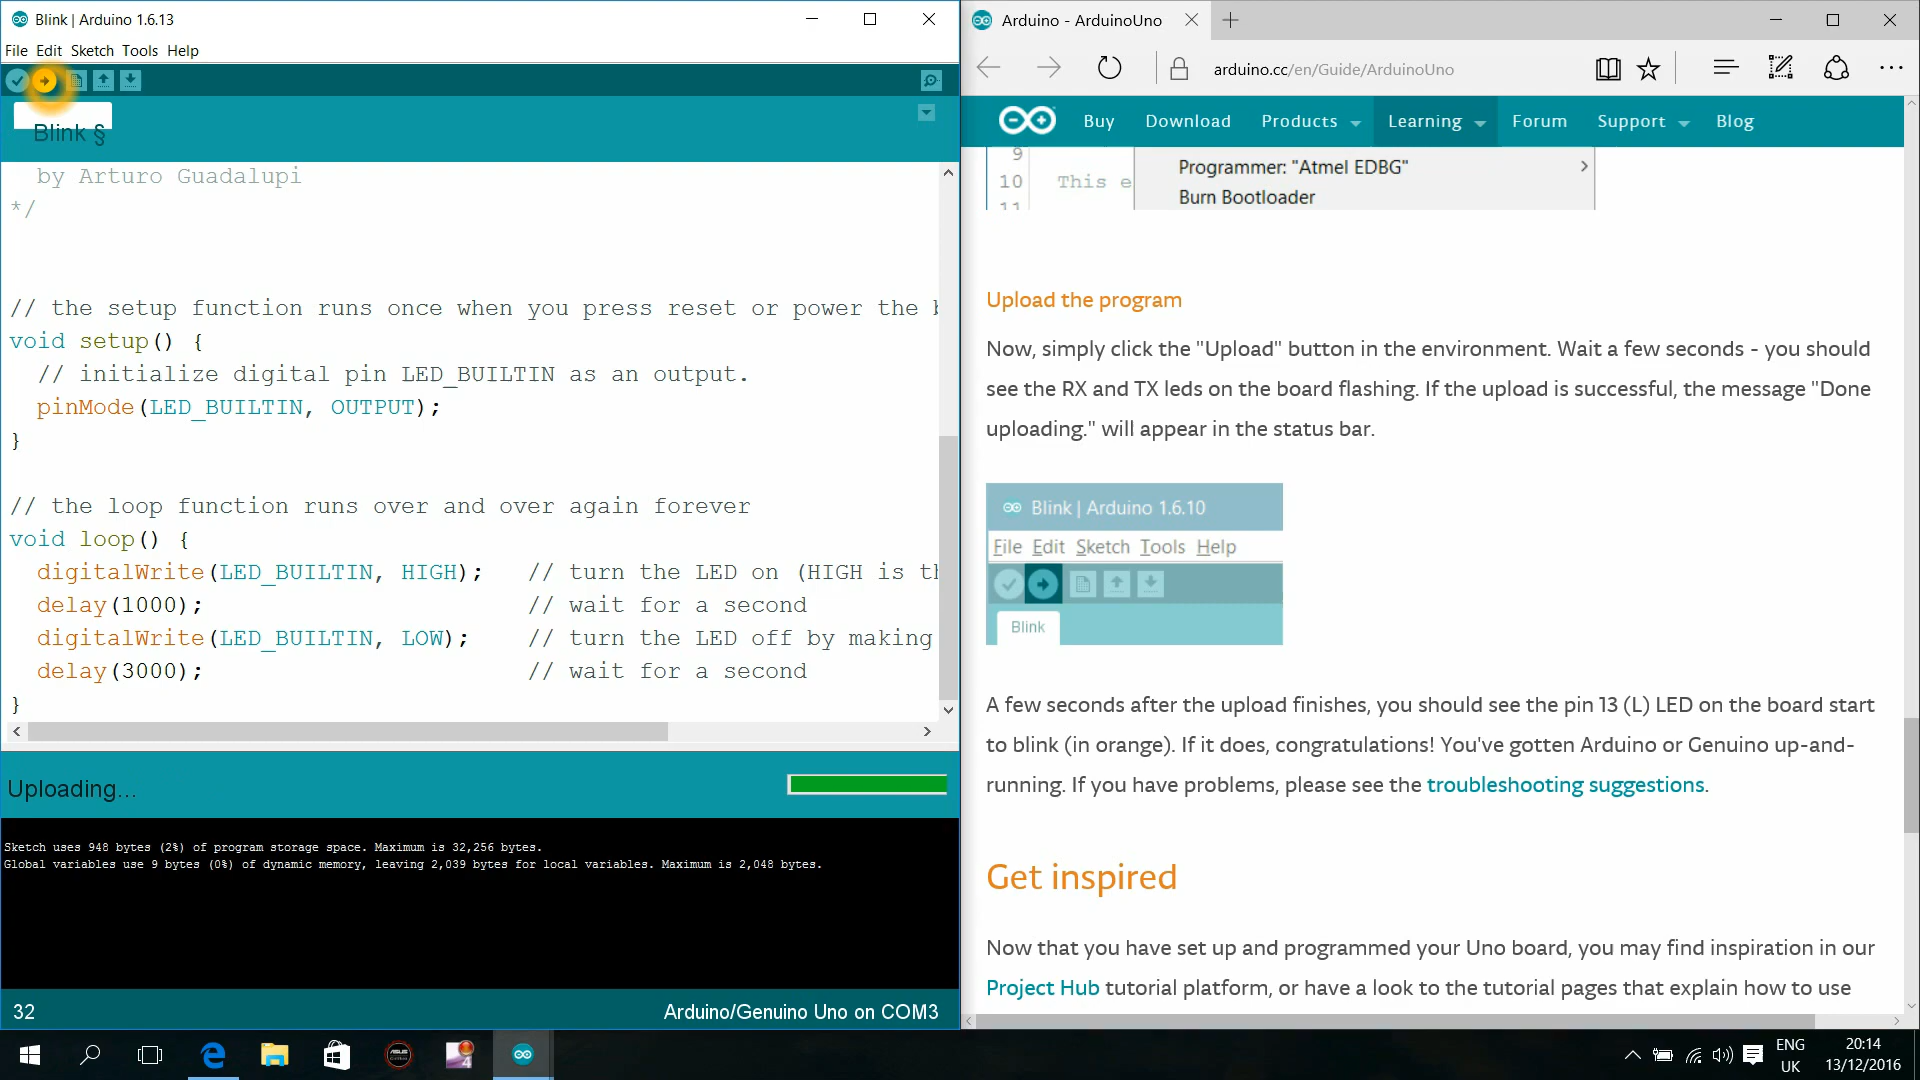 Blink | Arduino 1.6.13
File Edit Sketch Tools Help
Blink §
by Arturo Guadalupi
*/
// the setup function runs once when you press reset or power the
void setup() {
// initialize digital pin LED_BUILTIN as an output.
pinMode(LED_BUILTIN, OUTPUT);
}
// the loop function runs over and over again forever
void loop() {
digitalWrite(LED_BUILTIN, HIGH); // turn the LED on (HIGH is
delay(1000); // wait for a second
digitalWrite(LED_BUILTIN, LOW); // turn the LED off by making
delay(3000); // wait for a second
}
Uploading...
Sketch uses 948 bytes (2%) of program storage space. Maximum is 32,256 bytes.
Global variables use 9 bytes (0%) of dynamic memory, leaving 2,039 bytes for local variables. Maximum is 2,048 bytes.
32
Arduino/Genuino Uno on COM3
Arduino - ArduinoUno
arduino.cc/en/Guide/ArduinoUno
Buy Download Products Learning Forum Support Blog
9
10 This e
11
Programmer: "Atmel EDBG"
Burn Bootloader
Upload the program
Now, simply click the "Upload" button in the environment. Wait a few seconds - you should
see the RX and TX leds on the board flashing. If the upload is successful, the message "Done
uploading." will appear in the status bar.
Blink | Arduino 1.6.10
File Edit Sketch Tools Help
Blink
A few seconds after the upload finishes, you should see the pin 13 (L) LED on the board start
to blink (in orange). If it does, congratulations! You've gotten Arduino or Genuino up-and-
running. If you have problems, please see the troubleshooting suggestions.
Get inspired
Now that you have set up and programmed your Uno board, you may find inspiration in our
Project Hub tutorial platform, or have a look to the tutorial pages that explain how to use
ENG
UK
20:14
13/12/2016